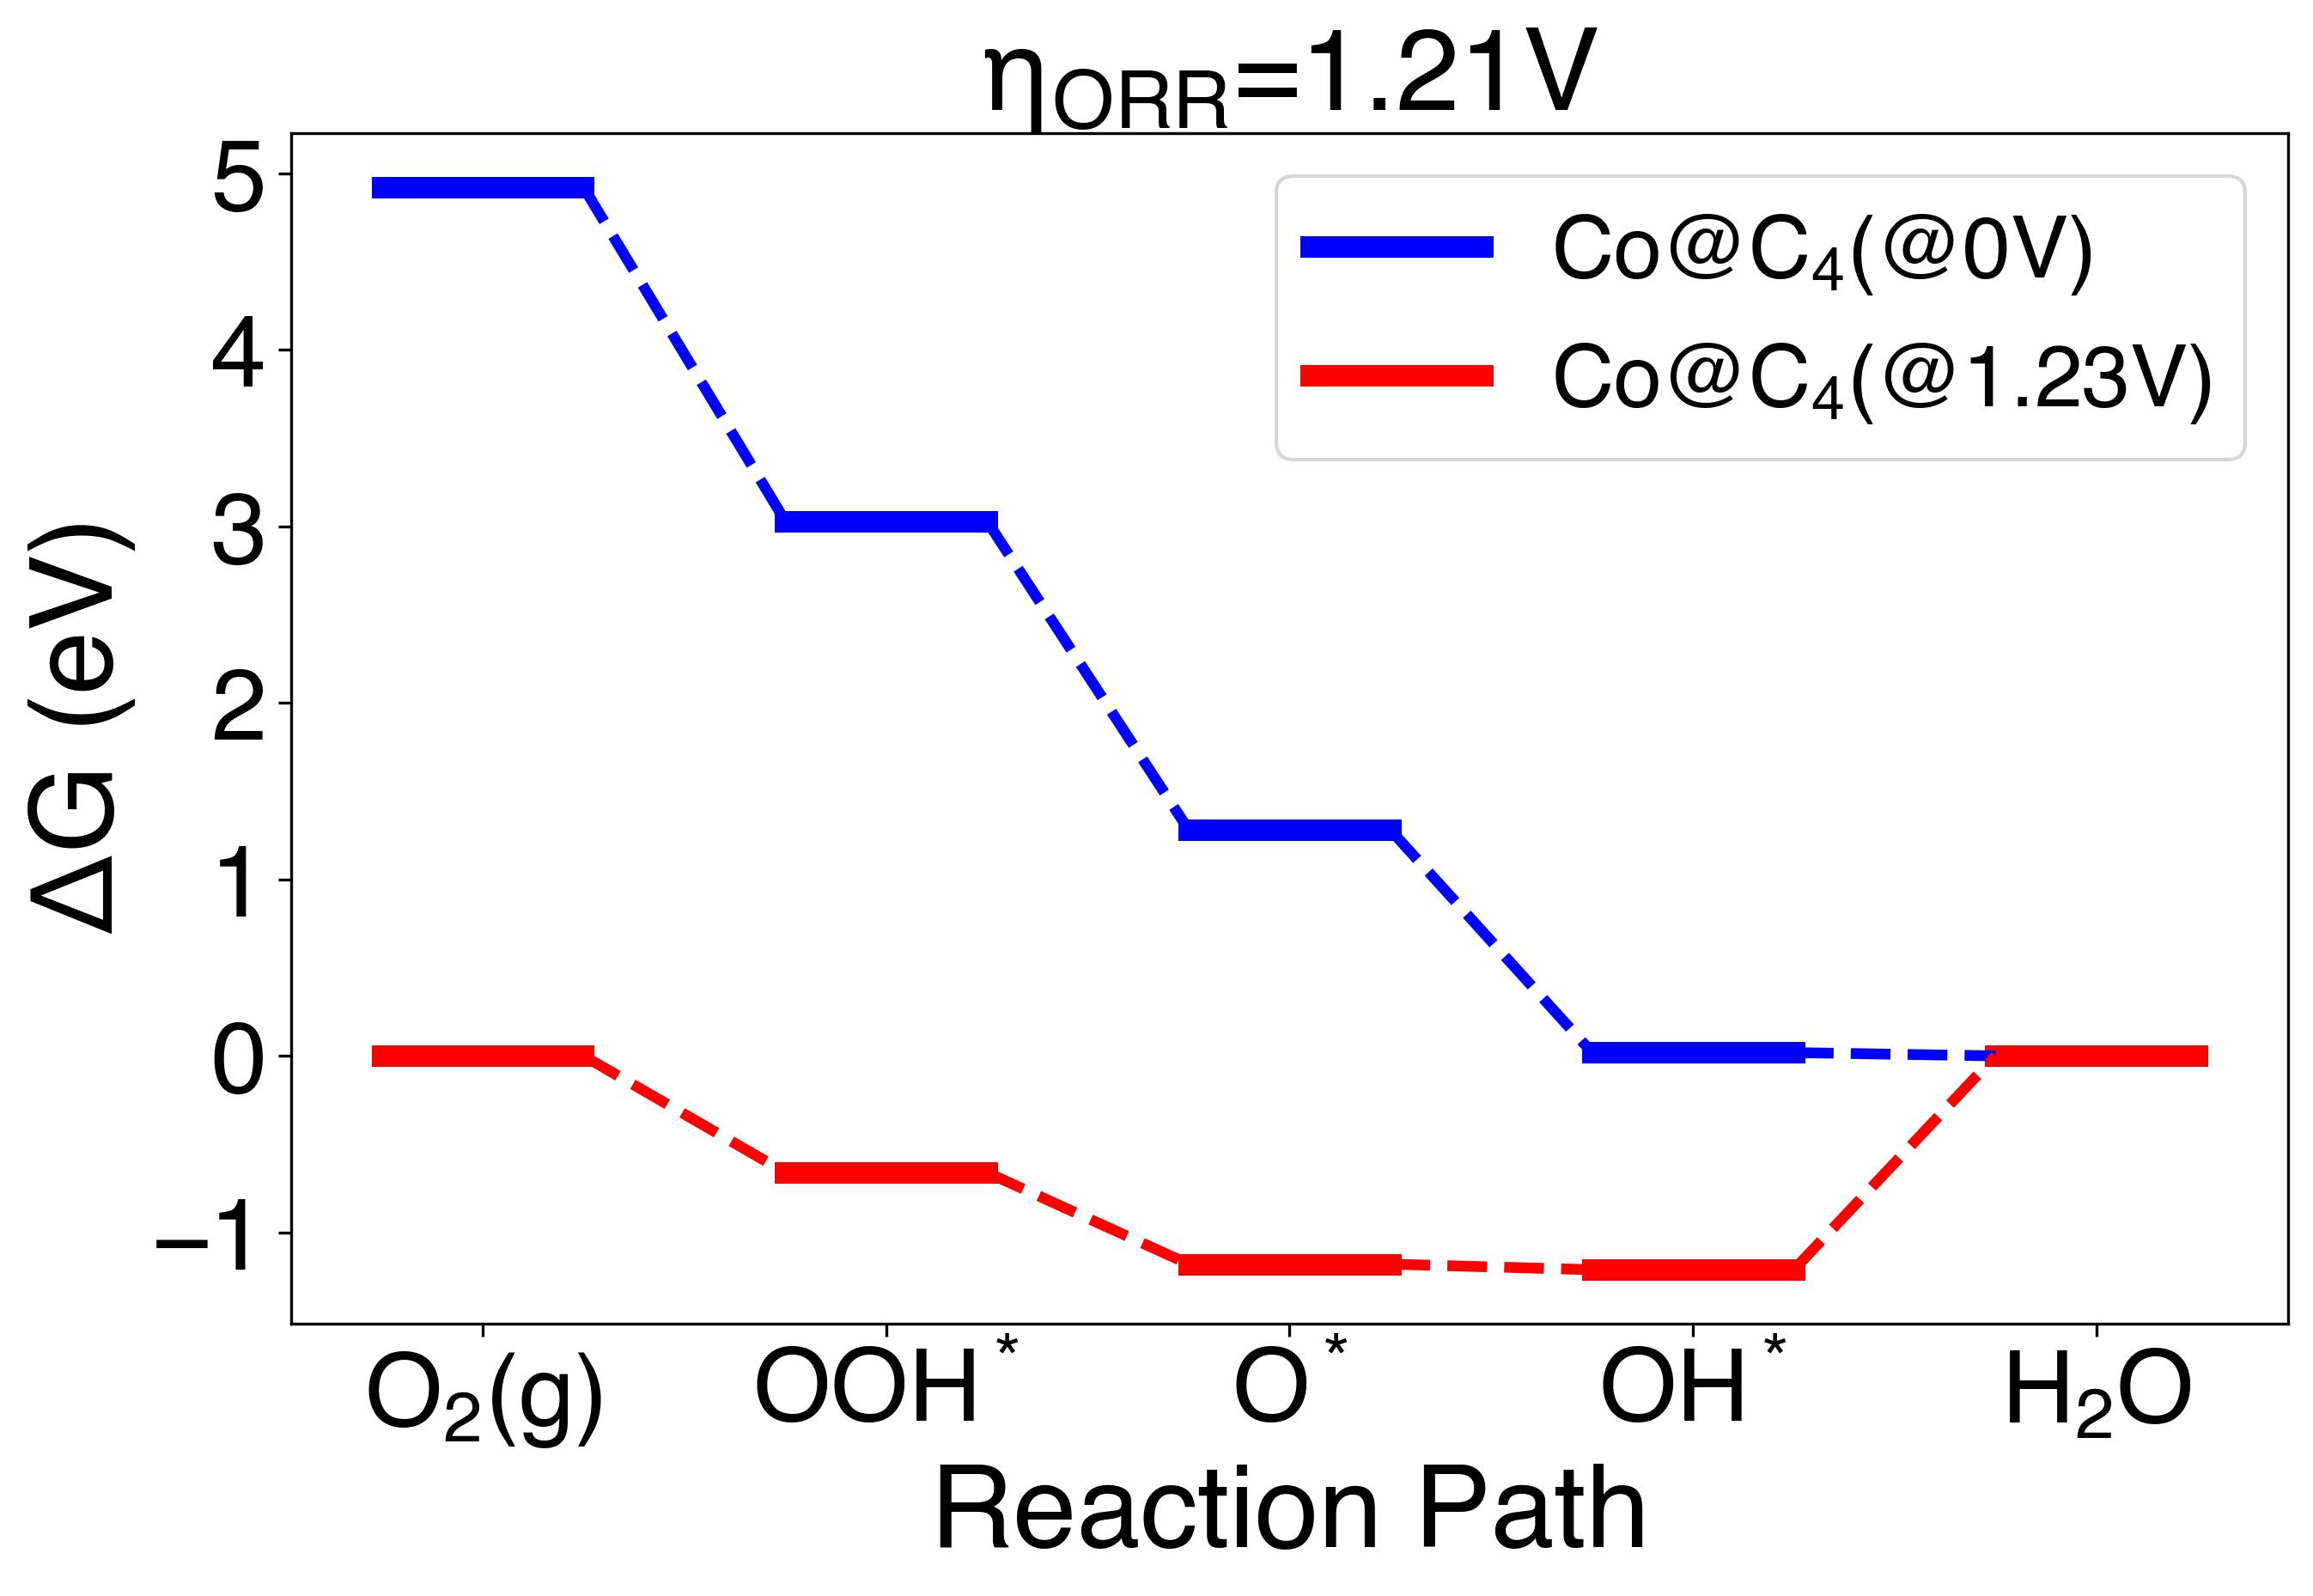 η_ORR=1.21V
Co@C₄(@0V)
Co@C₄(@1.23V)
ΔG (eV)
5
4
3
2
1
0
−1
O₂(g) OOH* O* OH* H₂O
Reaction Path